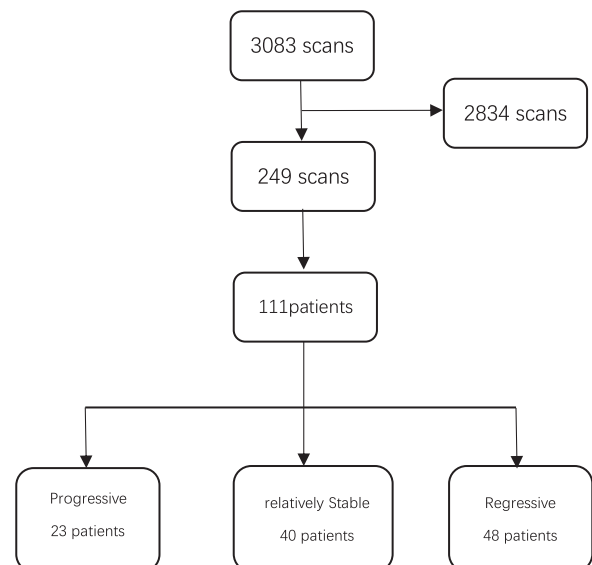 3083 scans
2834 scans
249 scans
111patients
Progressive
23 patients
relatively Stable
40 patients
Regressive
48 patients